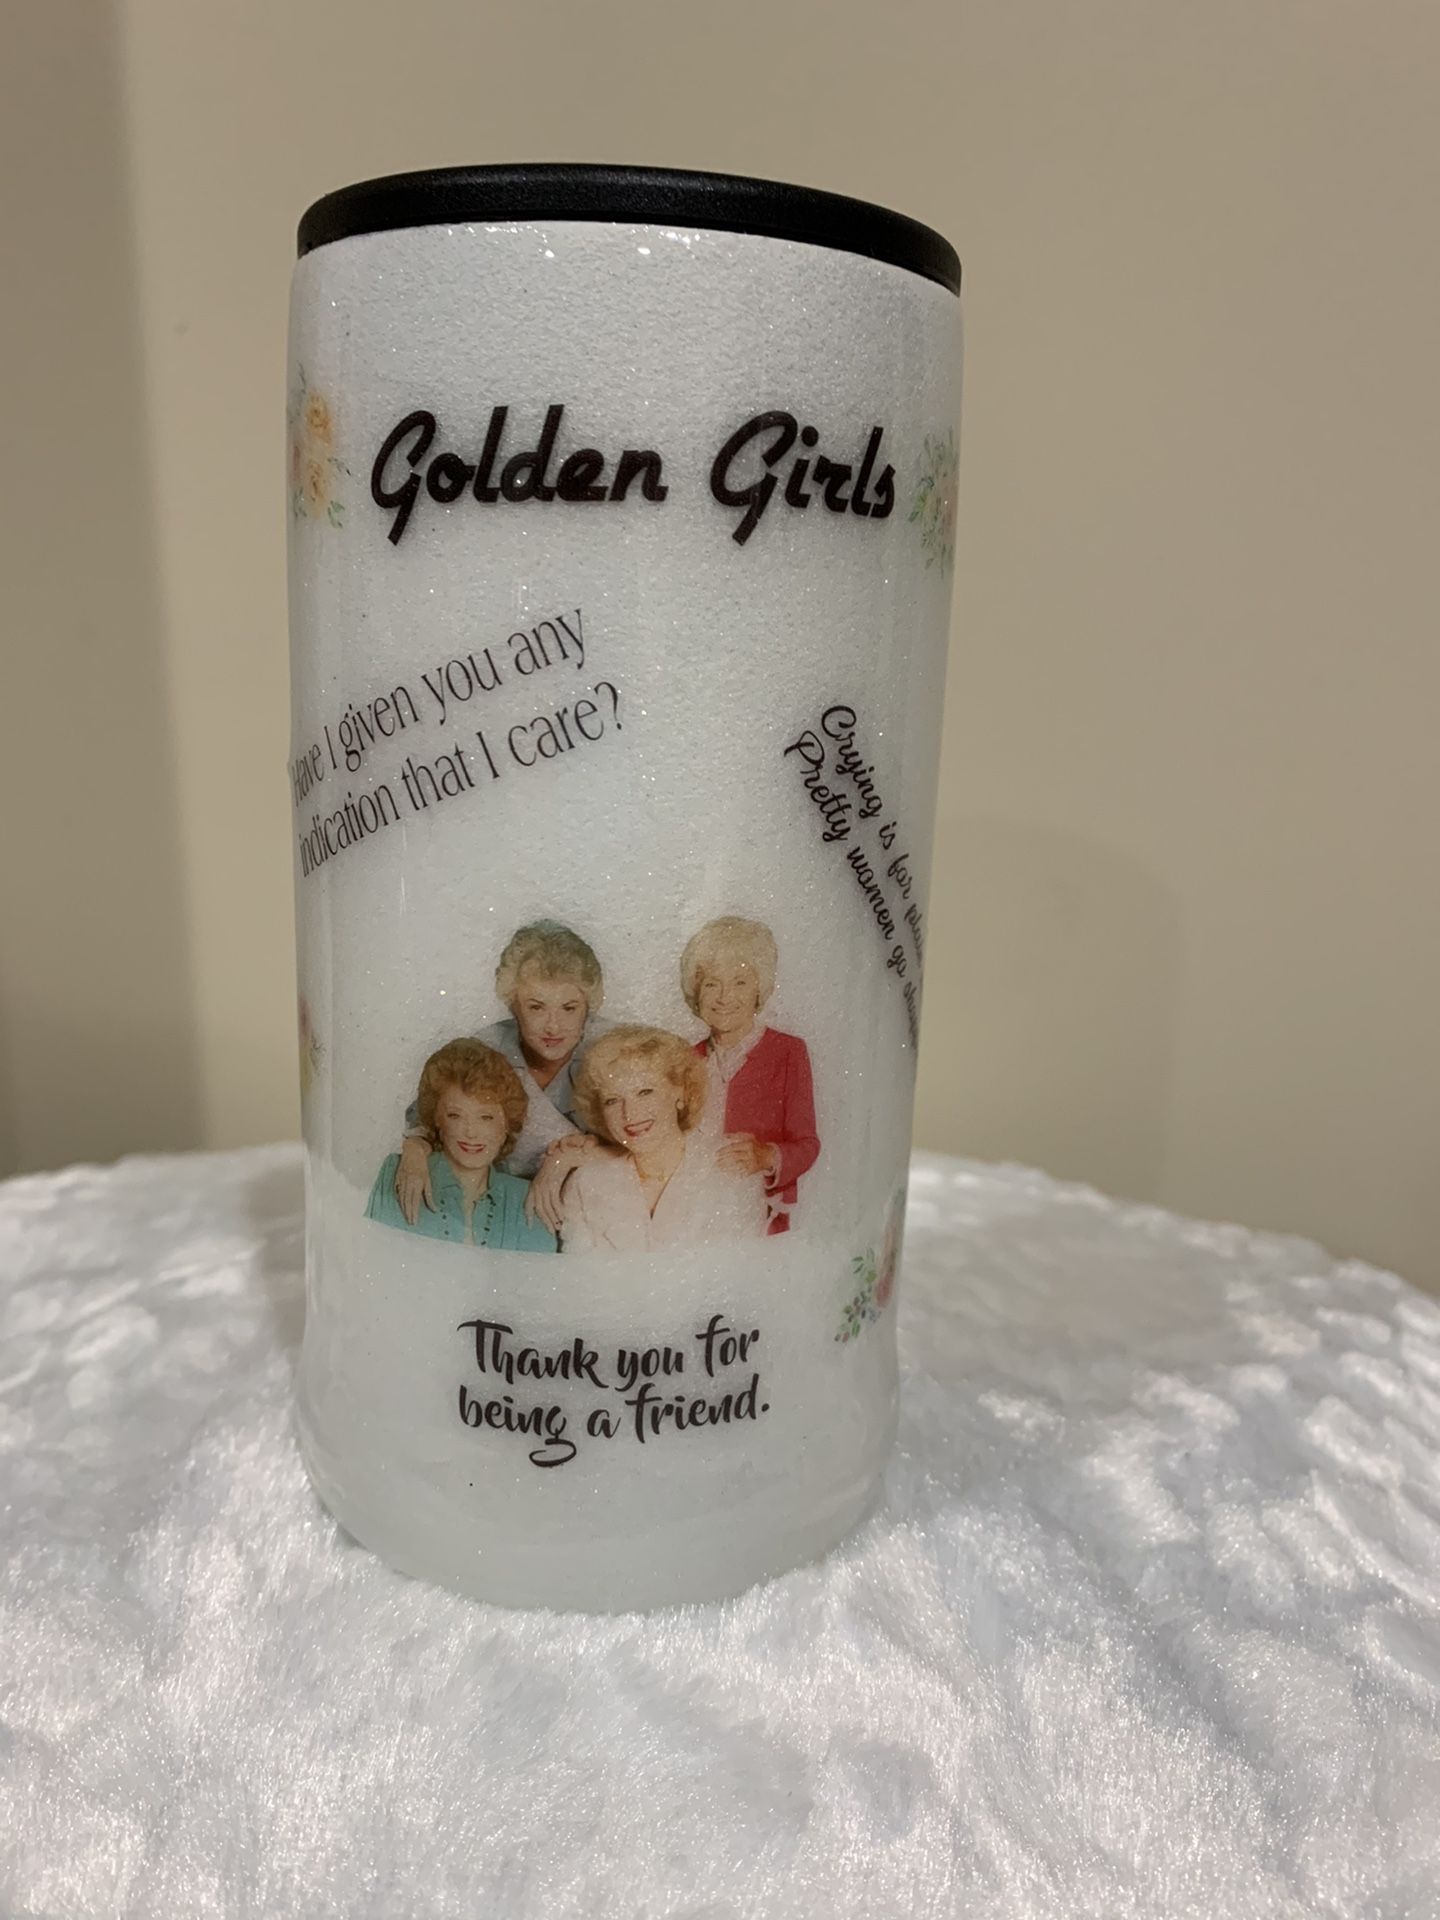 Golden Girls
Have I given you any
indication that I care?
Crying is for plain
Pretty women go
Thank you for
being a friend.